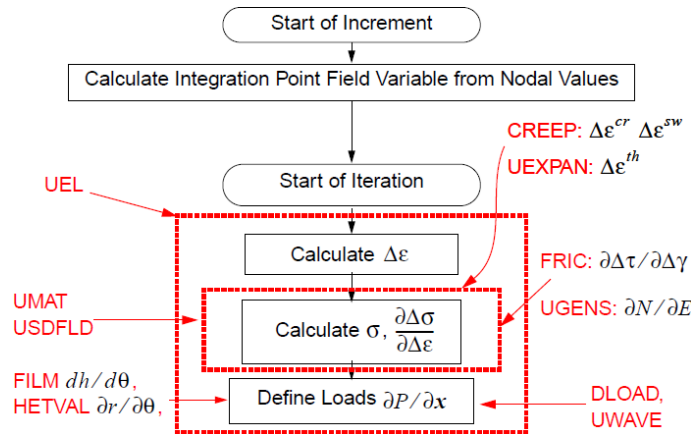 Start of Increment
Calculate Integration Point Field Variable from Nodal Values
CREEP: Δε^cr Δε^sw
UEXPAN: Δε^th
Start of Iteration
UEL
Calculate Δε
FRIC: ∂Δτ/∂Δγ
UGENS: ∂N/∂E
UMAT
USDFLD
Calculate σ, ∂Δσ/∂Δε
FILM dh/dθ,
HETVAL ∂r/∂θ,
Define Loads ∂P/∂x
DLOAD,
UWAVE